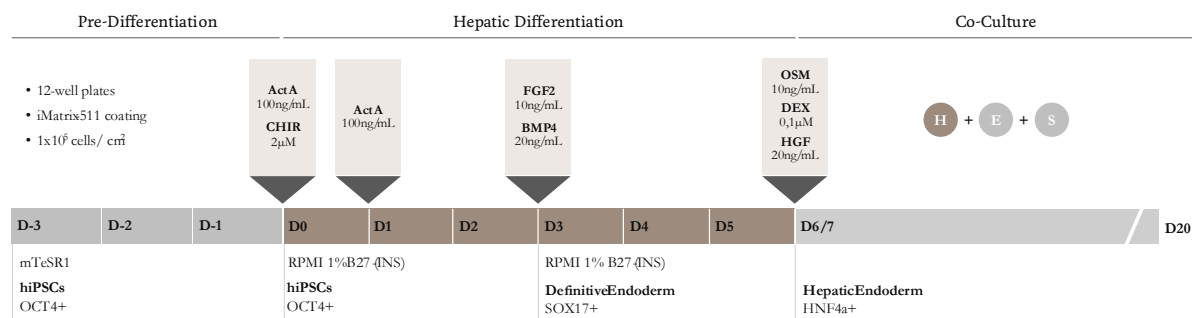 Pre-Differentiation
Hepatic Differentiation
Co-Culture
• 12-well plates
• iMatrix511 coating
• 1x10⁵ cells/ cm²
ActA
100ng/mL
CHIR
2µM
ActA
100ng/mL
FGF2
10ng/mL
BMP4
20ng/mL
OSM
10ng/mL
DEX
0,1µM
HGF
20ng/mL
H + E + S
D-3
D-2
D-1
D0
D1
D2
D3
D4
D5
D6/7
D20
mTeSR1
hiPSCs
OCT4+
RPMI 1%B27-(INS)
hiPSCs
OCT4+
RPMI 1% B27-(INS)
DefinitiveEndoderm
SOX17+
HepaticEndoderm
HNF4a+